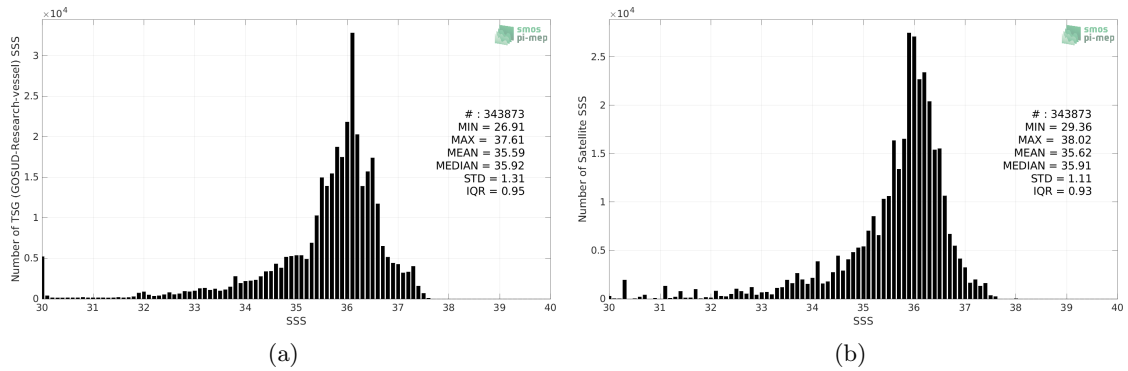 ×10⁴
Number of TSG (GOSUD-Research-vessel) SSS
3
2.5
2
1.5
1
0.5
0
30 31 32 33 34 35 36 37 38 39 40
SSS
smos
pi-mep
# : 343873
MIN = 26.91
MAX = 37.61
MEAN = 35.59
MEDIAN = 35.92
STD = 1.31
IQR = 0.95
(a)
×10⁴
Number of Satellite SSS
2.5
2
1.5
1
0.5
0
30 31 32 33 34 35 36 37 38 39 40
SSS
smos
pi-mep
# : 343873
MIN = 29.36
MAX = 38.02
MEAN = 35.62
MEDIAN = 35.91
STD = 1.11
IQR = 0.93
(b)